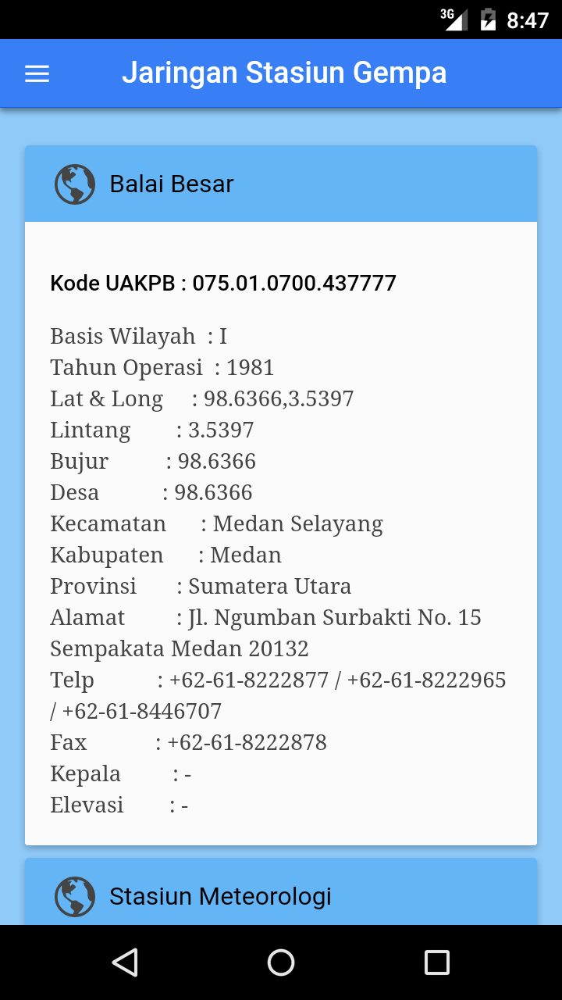 3G 8:47
Jaringan Stasiun Gempa
Balai Besar
Kode UAKPB : 075.01.0700.437777
Basis Wilayah : I
Tahun Operasi : 1981
Lat & Long : 98.6366,3.5397
Lintang : 3.5397
Bujur : 98.6366
Desa : 98.6366
Kecamatan : Medan Selayang
Kabupaten : Medan
Provinsi : Sumatera Utara
Alamat : Jl. Ngumban Surbakti No. 15
Sempakata Medan 20132
Telp : +62-61-8222877 / +62-61-8222965
/ +62-61-8446707
Fax : +62-61-8222878
Kepala : -
Elevasi : -
Stasiun Meteorologi